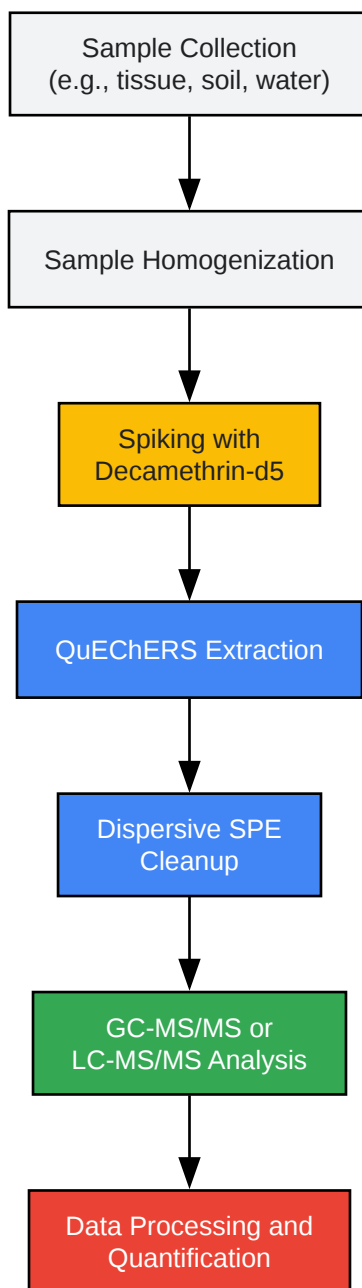 Sample Collection
(e.g., tissue, soil, water)
Sample Homogenization
Spiking with
Decamethrin-d5
QuEChERS Extraction
Dispersive SPE
Cleanup
GC-MS/MS or
LC-MS/MS Analysis
Data Processing and
Quantification